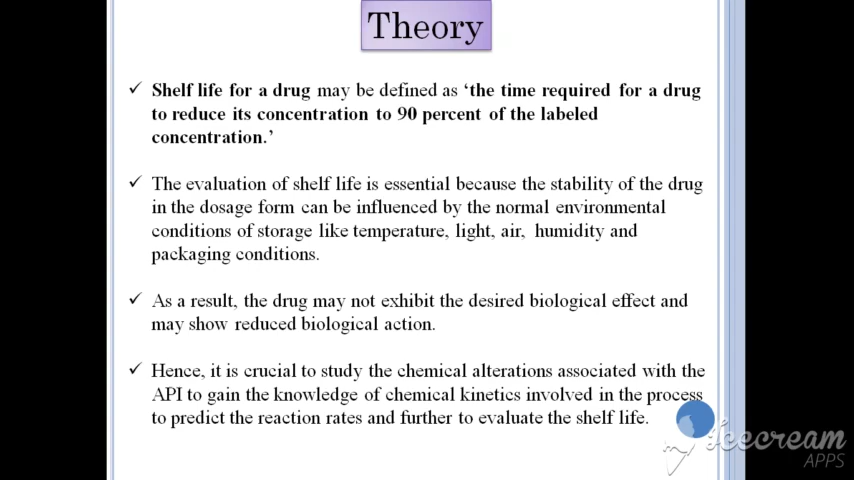 Theory
✓ Shelf life for a drug may be defined as ‘the time required for a drug
to reduce its concentration to 90 percent of the labeled
concentration.’
✓ The evaluation of shelf life is essential because the stability of the drug
in the dosage form can be influenced by the normal environmental
conditions of storage like temperature, light, air, humidity and
packaging conditions.
✓ As a result, the drug may not exhibit the desired biological effect and
may show reduced biological action.
✓ Hence, it is crucial to study the chemical alterations associated with the
API to gain the knowledge of chemical kinetics involved in the process
to predict the reaction rates and further to evaluate the shelf life.
Icecream
APPS